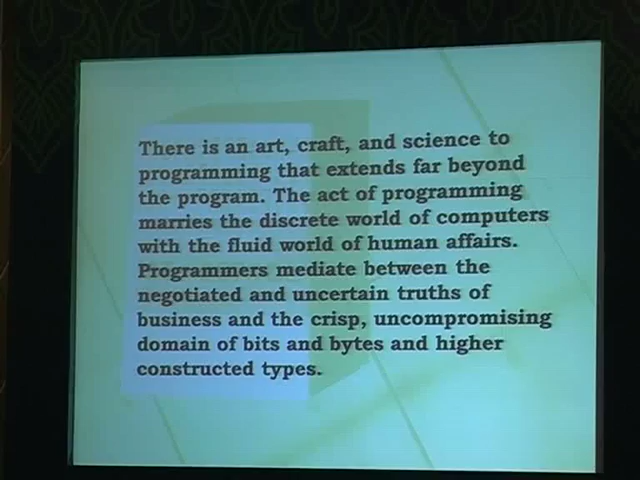 There is an art, craft, and science to
programming that extends far beyond
the program. The act of programming
marries the discrete world of computers
with the fluid world of human affairs.
Programmers mediate between the
negotiated and uncertain truths of
business and the crisp, uncompromising
domain of bits and bytes and higher
constructed types.